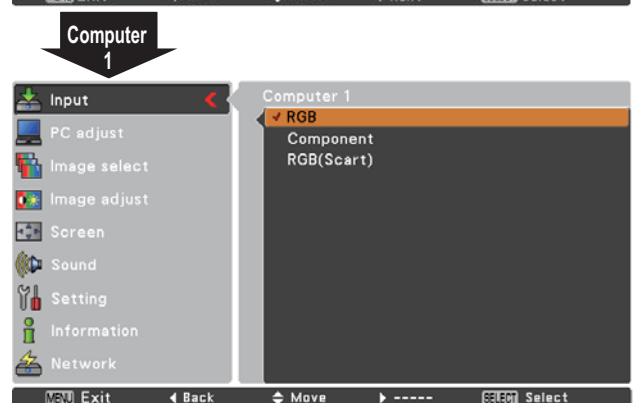 Computer
1
Input
Computer 1
✓ RGB
PC adjust
Component
Image select
RGB(Scart)
Image adjust
Screen
Sound
Setting
Information
Network
MENU Exit ◀ Back Move ▶ ----- SELECT Select